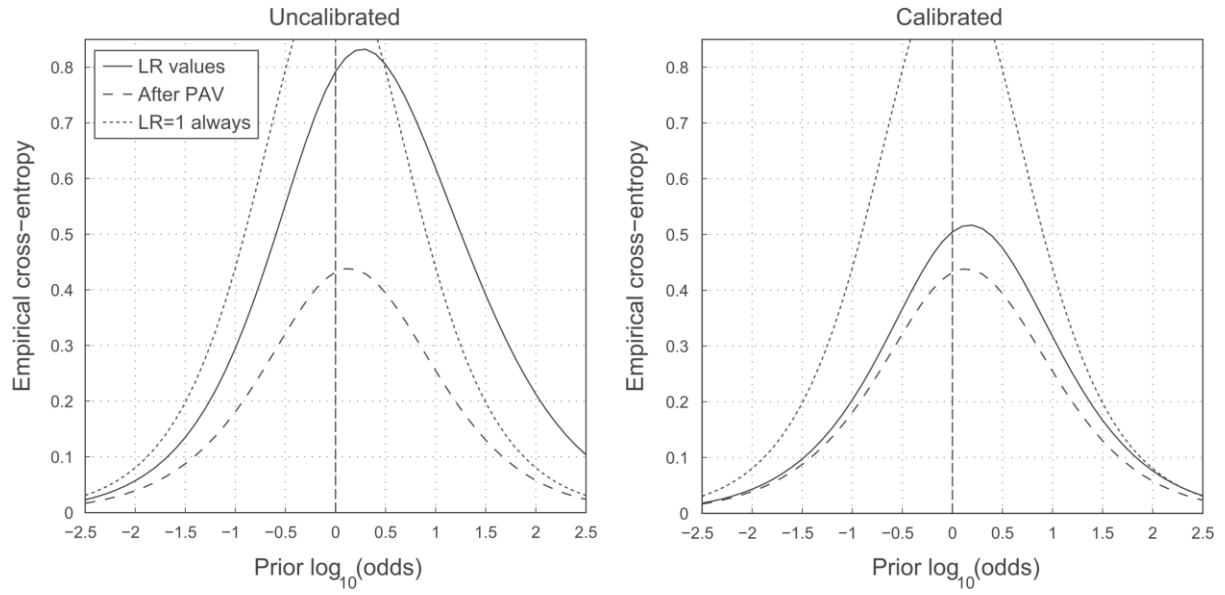 Uncalibrated
Empirical cross−entropy
0.8
0.7
0.6
0.5
0.4
0.3
0.2
0.1
0
LR values
After PAV
LR=1 always
−2.5 −2 −1.5 −1 −0.5 0 0.5 1 1.5 2 2.5
Prior log10(odds)
Calibrated
Empirical cross−entropy
0.8
0.7
0.6
0.5
0.4
0.3
0.2
0.1
0
−2.5 −2 −1.5 −1 −0.5 0 0.5 1 1.5 2 2.5
Prior log10(odds)